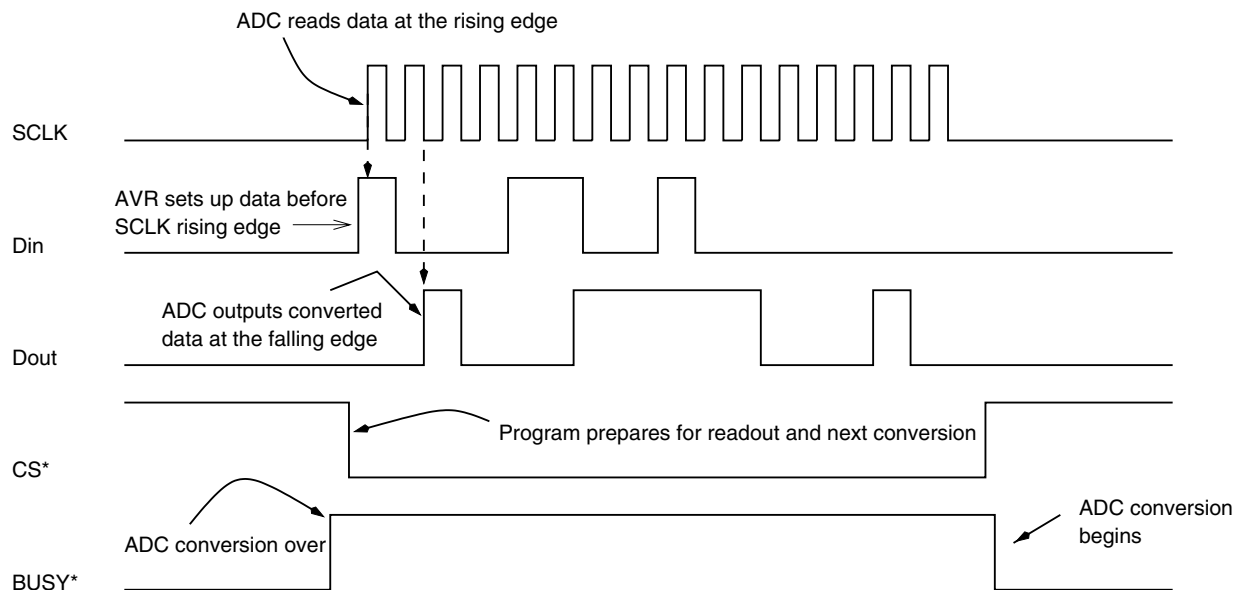 ADC reads data at the rising edge
SCLK
AVR sets up data before
SCLK rising edge
Din
ADC outputs converted
data at the falling edge
Dout
Program prepares for readout and next conversion
CS*
ADC conversion over
ADC conversion
begins
BUSY*